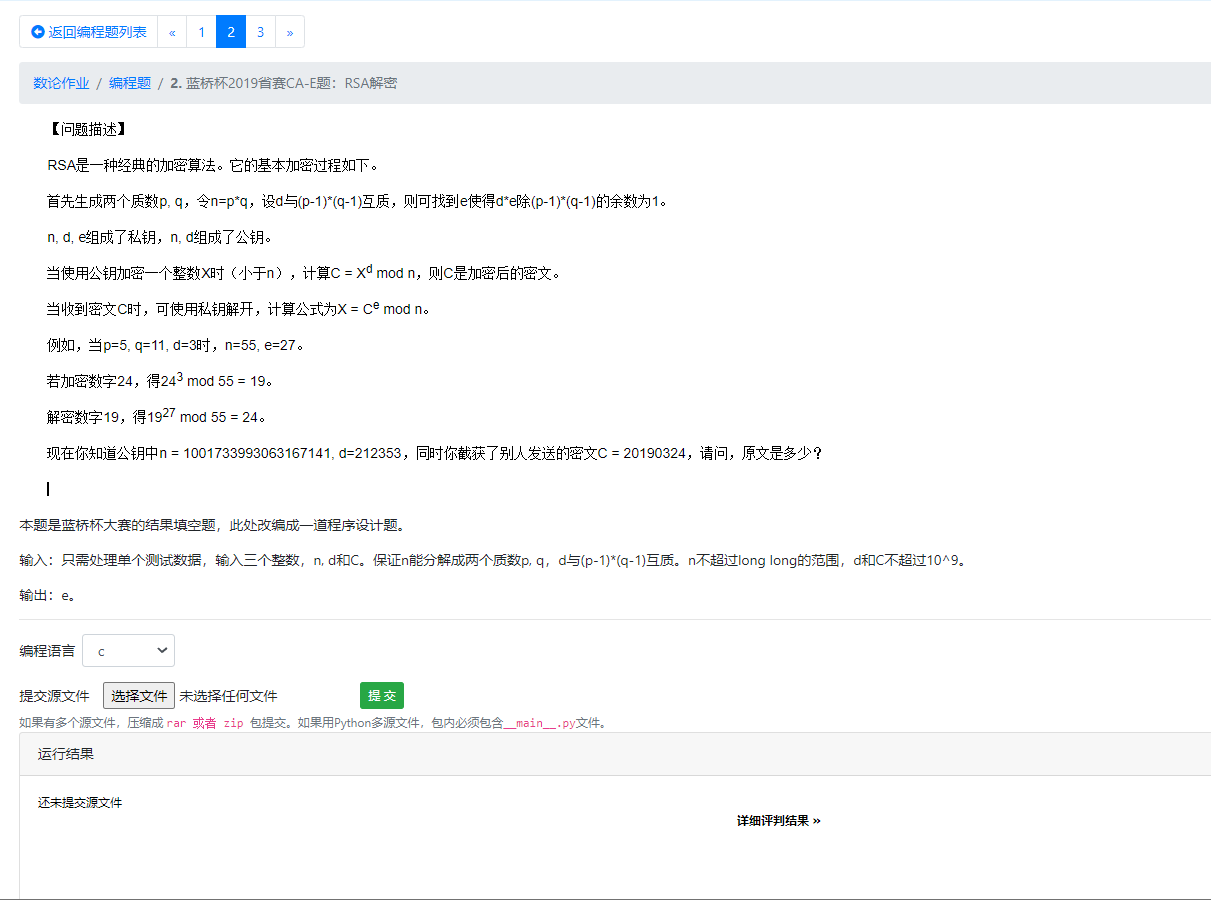 返回编程题列表 « 1 2 3 »
数论作业 / 编程题 / 2. 蓝桥杯2019省赛CA-E题：RSA解密
【问题描述】
RSA是一种经典的加密算法。它的基本加密过程如下。
首先生成两个质数p, q，令n=p*q，设d与(p-1)*(q-1)互质，则可找到e使得d*e除(p-1)*(q-1)的余数为1。
n, d, e组成了私钥，n, d组成了公钥。
当使用公钥加密一个整数X时（小于n），计算C = X^d mod n，则C是加密后的密文。
当收到密文C时，可使用私钥解开，计算公式为X = C^e mod n。
例如，当p=5, q=11, d=3时，n=55, e=27。
若加密数字24，得24^3 mod 55 = 19。
解密数字19，得19^27 mod 55 = 24。
现在你知道公钥中n = 1001733993063167141, d=212353，同时你截获了别人发送的密文C = 20190324，请问，原文是多少？
本题是蓝桥杯大赛的结果填空题，此处改编成一道程序设计题。
输入：只需处理单个测试数据，输入三个整数，n, d和C。保证n能分解成两个质数p, q，d与(p-1)*(q-1)互质。n不超过long long的范围，d和C不超过10^9。
输出：e。
编程语言 c
提交源文件 选择文件 未选择任何文件 提交
如果有多个源文件，压缩成 rar 或者 zip 包提交。如果用Python多源文件，包内必须包含__main__.py文件。
运行结果
还未提交源文件
详细评判结果 »